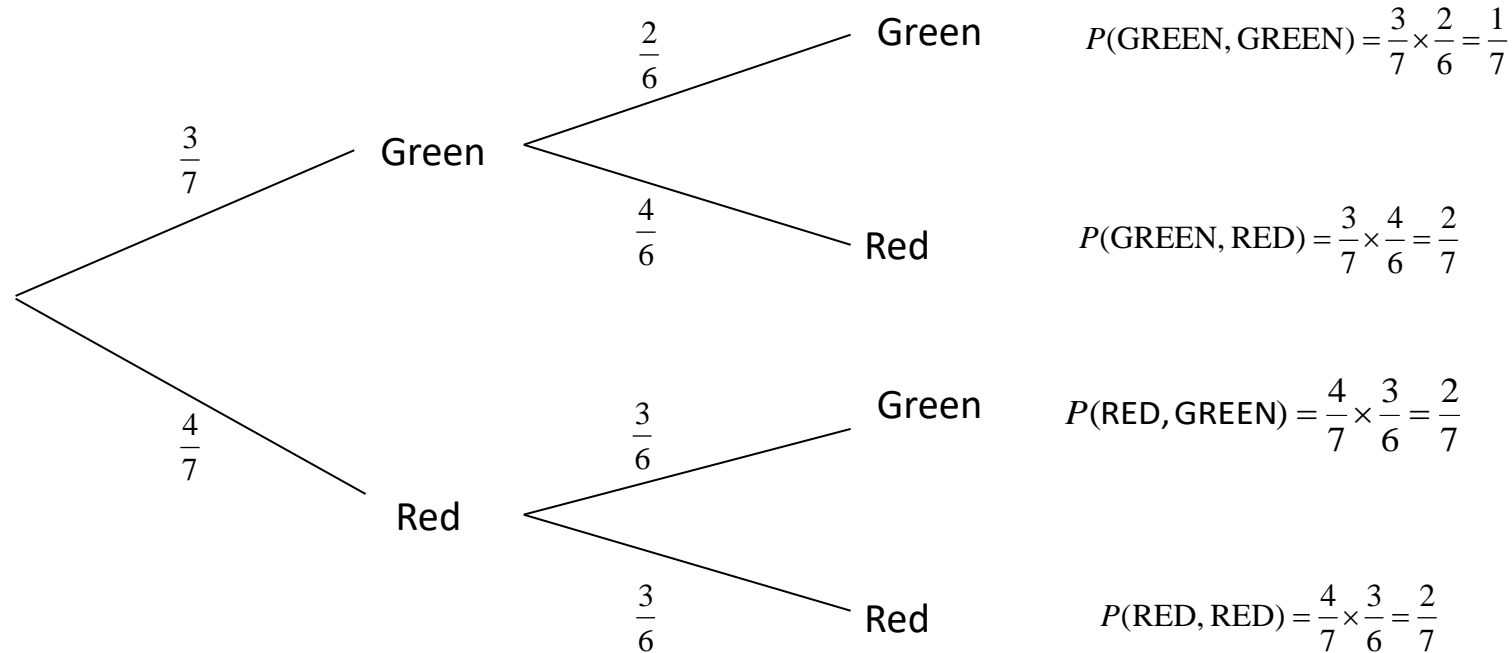 2/6 Green P(GREEN, GREEN) = 3/7 × 2/6 = 1/7
3/7 Green
4/6 Red P(GREEN, RED) = 3/7 × 4/6 = 2/7
4/7 3/6 Green P(RED, GREEN) = 4/7 × 3/6 = 2/7
Red
3/6 Red P(RED, RED) = 4/7 × 3/6 = 2/7